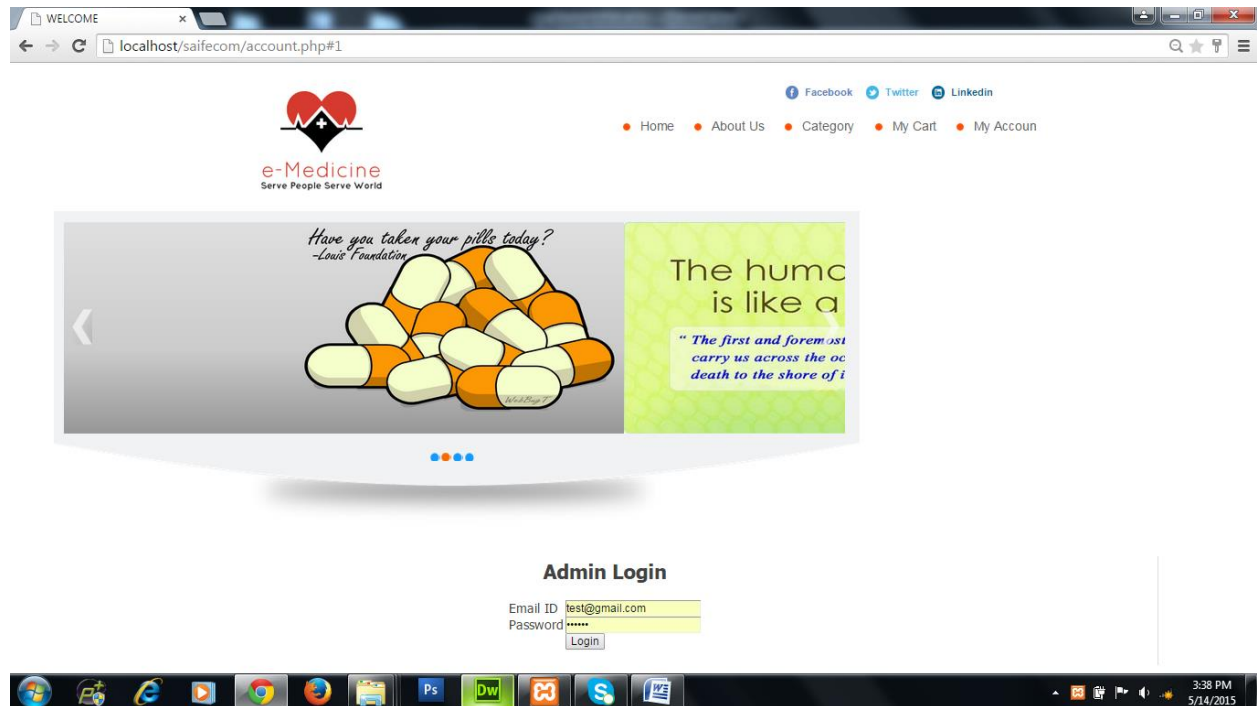 WELCOME
localhost/saifecom/account.php#1
Facebook Twitter Linkedin
Home About Us Category My Cart My Accoun
e-Medicine
Serve People Serve World
Have you taken your pills today?
-Louis Foundation
The huma
is like a
“ The first and foremost
carry us across the oc
death to the shore of i
Admin Login
Email ID test@gmail.com
Password ••••••
Login
Ps Dw
3:38 PM
5/14/2015